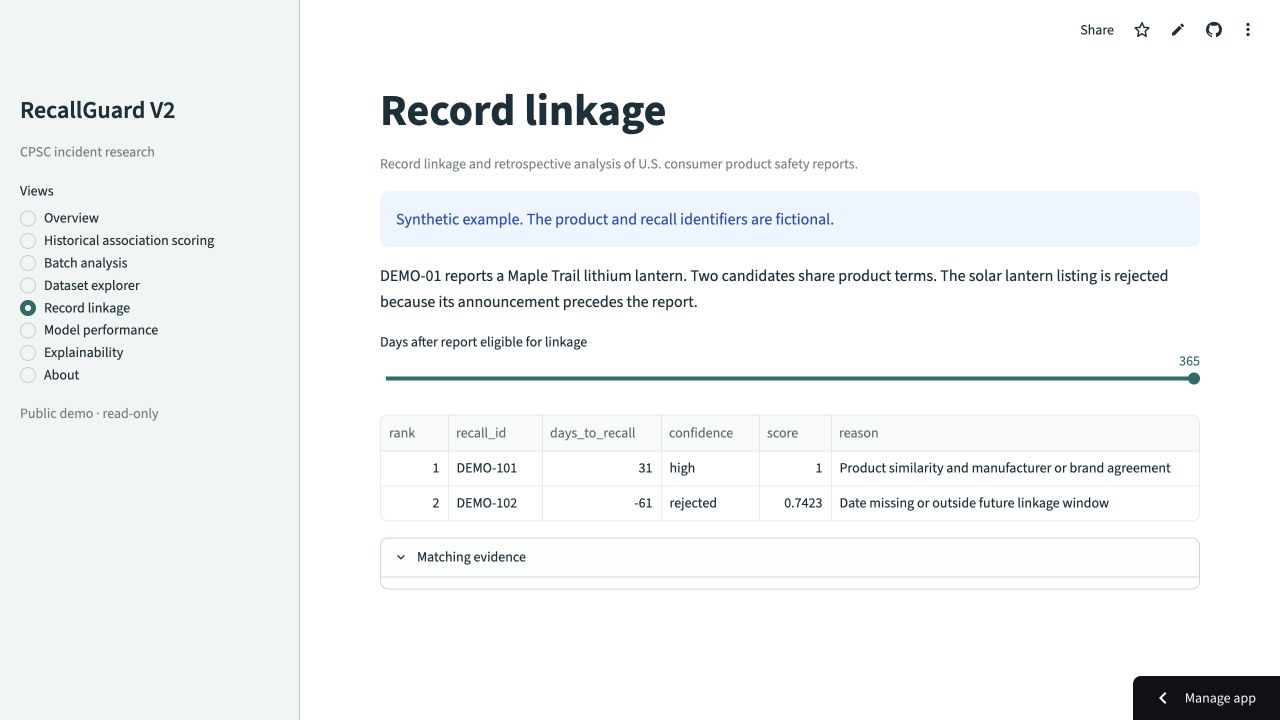 Share
RecallGuard V2
CPSC incident research
Views
Overview
Historical association scoring
Batch analysis
Dataset explorer
Record linkage
Model performance
Explainability
About
Public demo · read-only
Record linkage
Record linkage and retrospective analysis of U.S. consumer product safety reports.
Synthetic example. The product and recall identifiers are fictional.
DEMO-01 reports a Maple Trail lithium lantern. Two candidates share product terms. The solar lantern listing is rejected
because its announcement precedes the report.
Days after report eligible for linkage
365
rank recall_id days_to_recall confidence score reason
1 DEMO-101 31 high 1 Product similarity and manufacturer or brand agreement
2 DEMO-102 -61 rejected 0.7423 Date missing or outside future linkage window
Matching evidence
Manage app